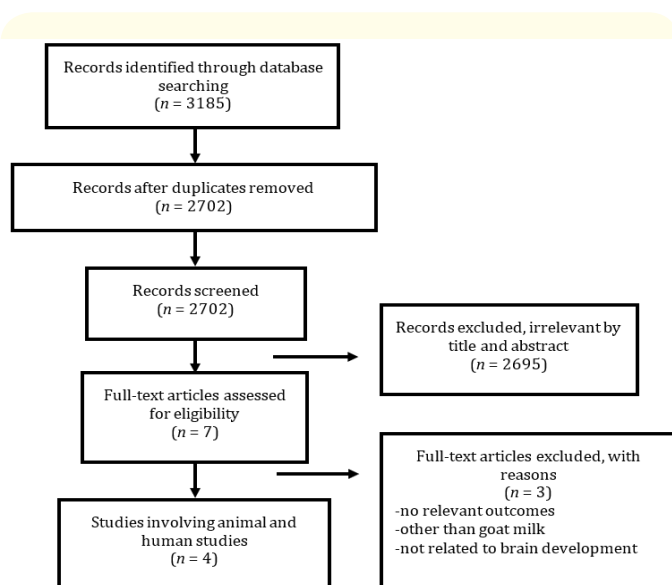 Records identified through database
searching
(n = 3185)
Records after duplicates removed
(n = 2702)
Records screened
(n = 2702)
Records excluded, irrelevant by
title and abstract
(n = 2695)
Full-text articles assessed
for eligibility
(n = 7)
Full-text articles excluded, with
reasons
(n = 3)
-no relevant outcomes
-other than goat milk
-not related to brain development
Studies involving animal and
human studies
(n = 4)